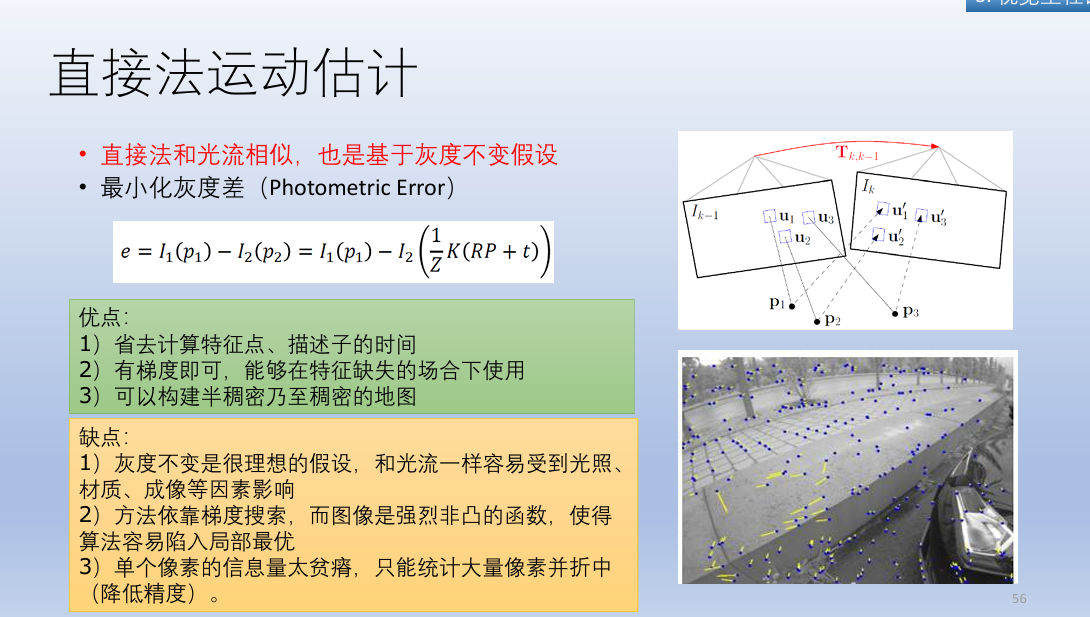 直接法运动估计
• 直接法和光流相似，也是基于灰度不变假设
• 最小化灰度差（Photometric Error）
e = I₁(p₁) − I₂(p₂) = I₁(p₁) − I₂(1/Z K(RP + t))
优点：
1）省去计算特征点、描述子的时间
2）有梯度即可，能够在特征缺失的场合下使用
3）可以构建半稠密乃至稠密的地图
缺点：
1）灰度不变是很理想的假设，和光流一样容易受到光照、
材质、成像等因素影响
2）方法依靠梯度搜索，而图像是强烈非凸的函数，使得
算法容易陷入局部最优
3）单个像素的信息量太贫瘠，只能统计大量像素并折中
（降低精度）。
T_{k,k−1}
I_{k−1}
u₁ u₃
u₂
I_k
u′₁ u′₃
u′₂
p₁
p₂
p₃
56